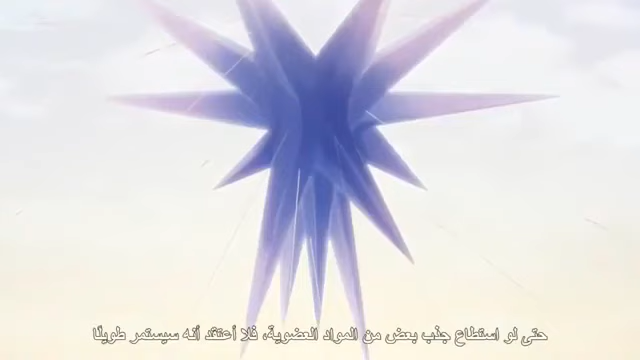 حتى لو استطاع جذب بعض من المواد العضوية، فلا أعتقد أنه سيستمر طويلًا